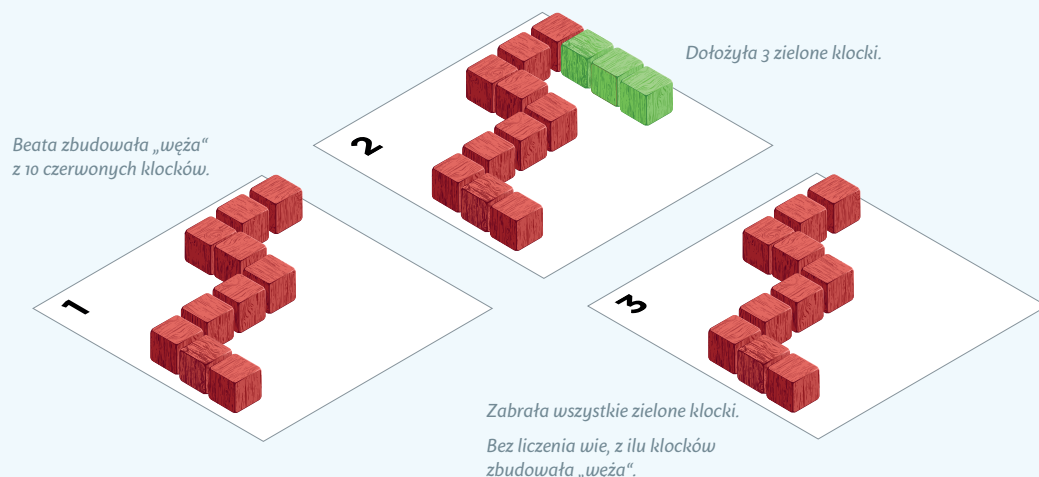 Dołożyła 3 zielone klocki.
2
Beata zbudowała „węża“
z 10 czerwonych klocków.
1
3
Zabrała wszystkie zielone klocki.
Bez liczenia wie, z ilu klocków
zbudowała „węża“.